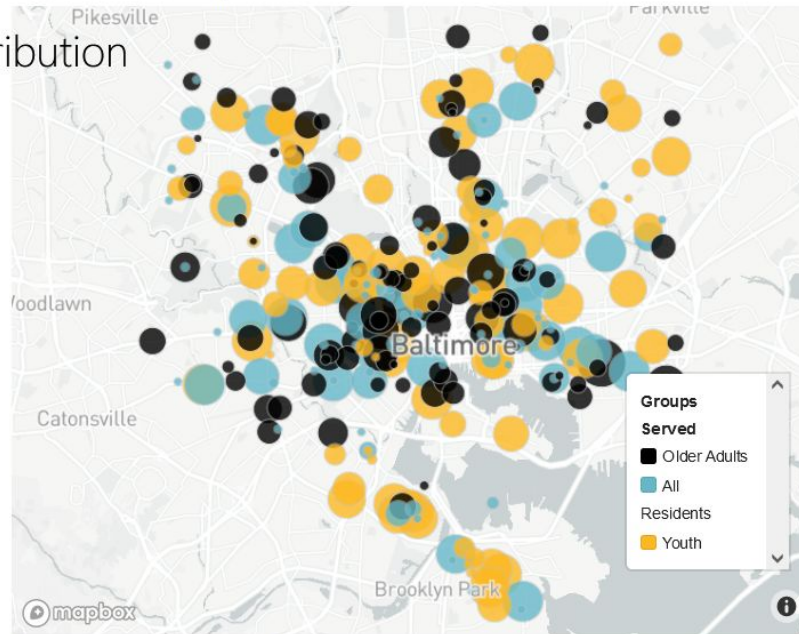 Pikesville
Parkville
ribution
Woodlawn
Baltimore
Catonsville
Groups
Served
Older Adults
All
Residents
Youth
Brooklyn Park
mapbox